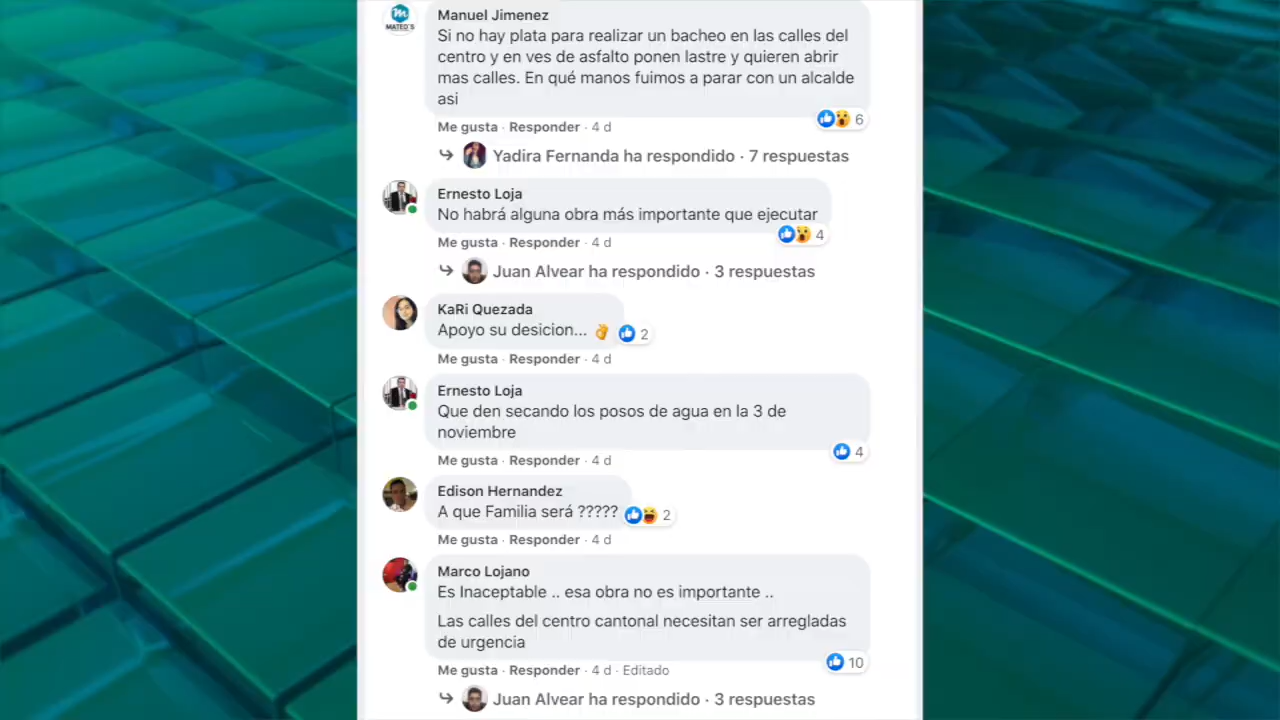 MATEO'S
Manuel Jimenez
Si no hay plata para realizar un bacheo en las calles del
centro y en ves de asfalto ponen lastre y quieren abrir
mas calles. En qué manos fuimos a parar con un alcalde
asi
Me gusta · Responder · 4 d
6
Yadira Fernanda ha respondido · 7 respuestas
Ernesto Loja
No habrá alguna obra más importante que ejecutar
4
Me gusta · Responder · 4 d
Juan Alvear ha respondido · 3 respuestas
KaRi Quezada
Apoyo su desicion... 👌 2
Me gusta · Responder · 4 d
Ernesto Loja
Que den secando los posos de agua en la 3 de
noviembre
4
Me gusta · Responder · 4 d
Edison Hernandez
A que Familia será ????? 2
Me gusta · Responder · 4 d
Marco Lojano
Es Inaceptable .. esa obra no es importante ..
Las calles del centro cantonal necesitan ser arregladas
de urgencia
10
Me gusta · Responder · 4 d · Editado
Juan Alvear ha respondido · 3 respuestas